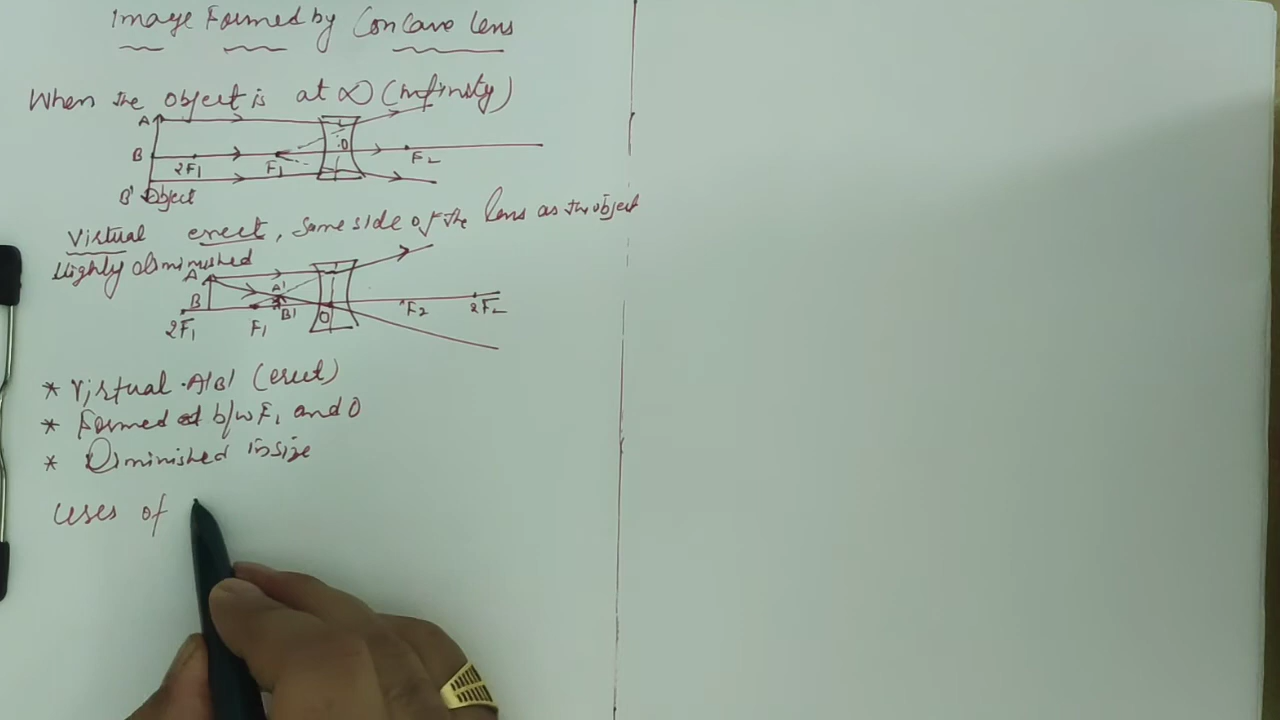 Image Formed by Concave lens
When the object is at ∞ (infinity)
A
B 2F1 F1 O F2
B' Object
Virtual erect, same side of the lens as the object
Highly diminished
A A'
B B' O F2 2F2
2F1 F1
* Virtual A'B' (erect)
* Formed b/w F1 and O
* Diminished in size
Uses of